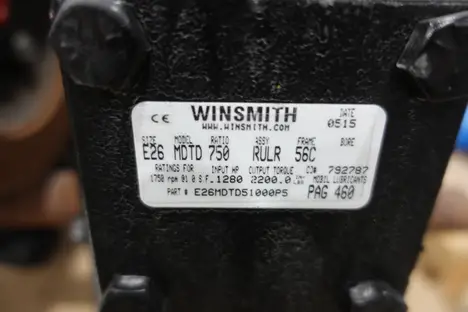 WINSMITH
CE WWW.WINSMITH.COM DATE 0515
SIZE MODEL RATIO ASSY FRAME BORE
E26 MDTD 750 RULR 56C
RATINGS FOR INPUT HP OUTPUT TORQUE CJ# 792787
1750 rpm @1.0 S.F. .1280 2200.0 MOBIL LUBRICANTS
PART # E26MDTD51000P5 PAG 460